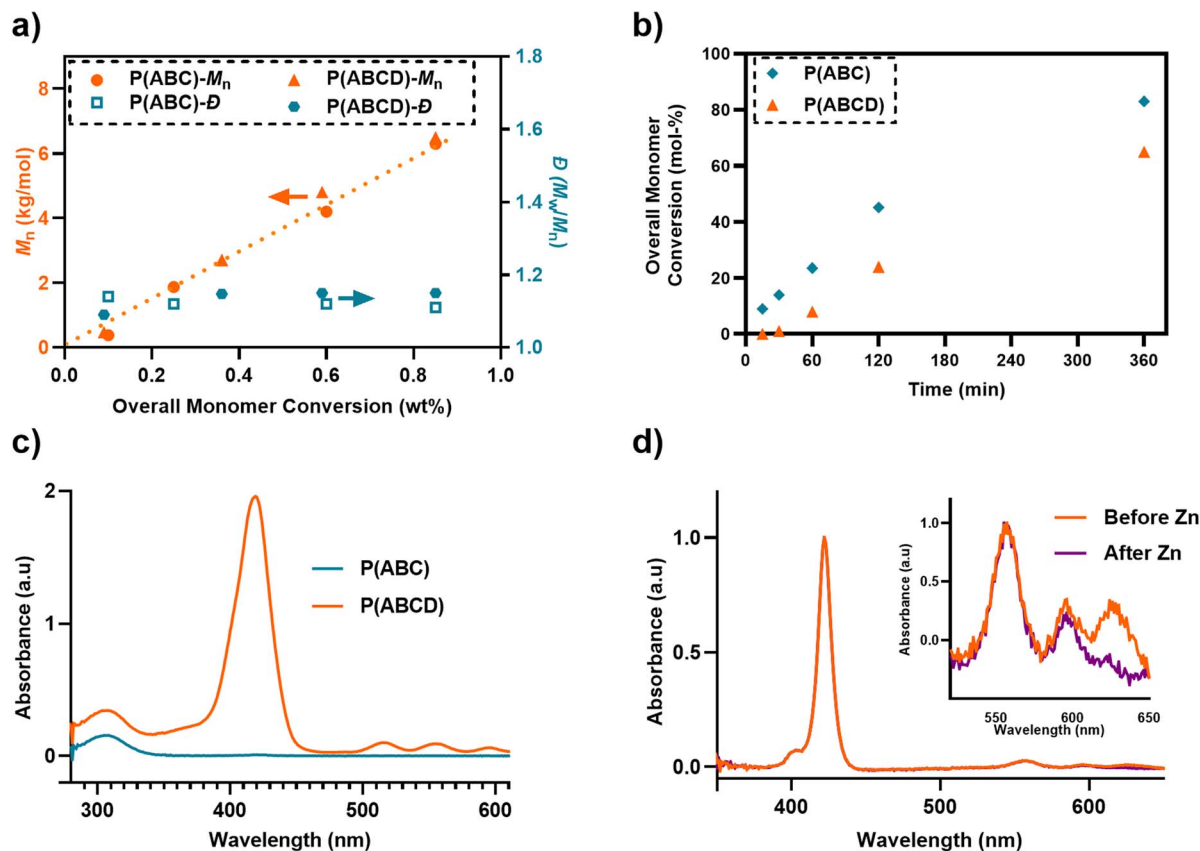 a)
P(ABC)-Mn
P(ABCD)-Mn
P(ABC)-Đ
P(ABCD)-Đ
8
6
4
2
0
Mn (kg/mol)
1.8
1.6
1.4
1.2
1.0
Đ (Mw/Mn)
0.0 0.2 0.4 0.6 0.8 1.0
Overall Monomer Conversion (wt%)
b)
P(ABC)
P(ABCD)
100
80
60
40
20
0
Overall Monomer
Conversion (mol-%)
0 60 120 180 240 300 360
Time (min)
c)
2
1
0
Absorbance (a.u)
P(ABC)
P(ABCD)
300 400 500 600
Wavelength (nm)
d)
1.0
0.5
0.0
Absorbance (a.u)
400 500 600
Wavelength (nm)
Before Zn
After Zn
1.0
0.5
0.0
Absorbance (a.u)
550 600 650
Wavelength (nm)